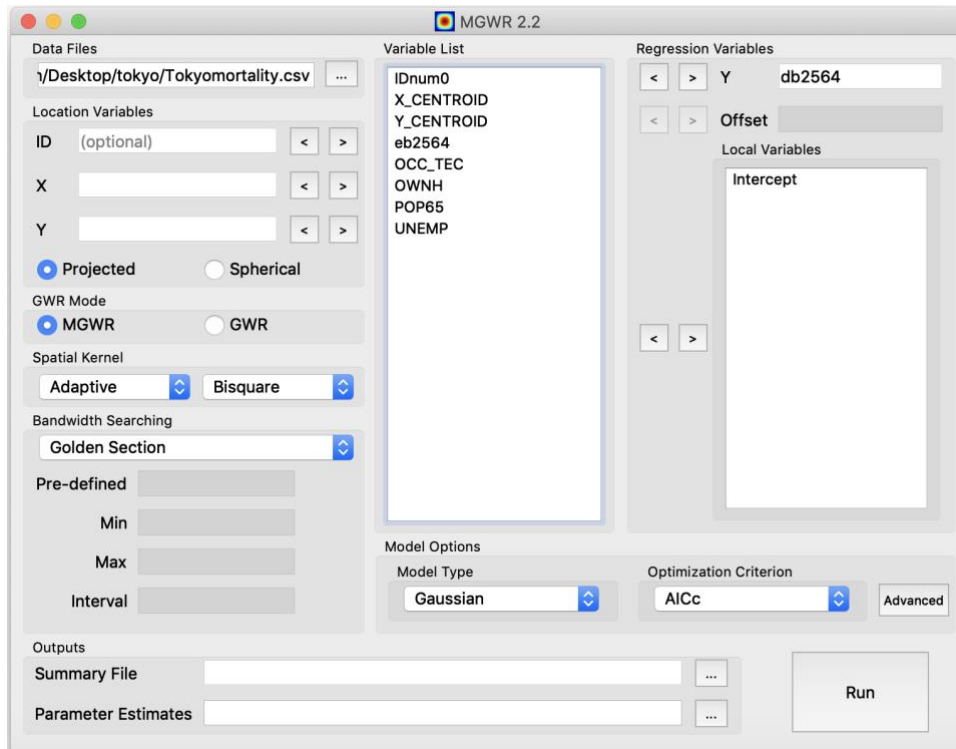 MGWR 2.2
Data Files
ı/Desktop/tokyo/Tokyomortality.csv ...
Location Variables
ID (optional) < >
X < >
Y < >
Projected Spherical
GWR Mode
MGWR GWR
Spatial Kernel
Adaptive Bisquare
Bandwidth Searching
Golden Section
Pre-defined
Min
Max
Interval
Variable List
IDnum0
X_CENTROID
Y_CENTROID
eb2564
OCC_TEC
OWNH
POP65
UNEMP
Regression Variables
< > Y db2564
< > Offset
Local Variables
Intercept
< >
Model Options
Model Type
Gaussian
Optimization Criterion
AICc
Advanced
Outputs
Summary File ...
Parameter Estimates ...
Run